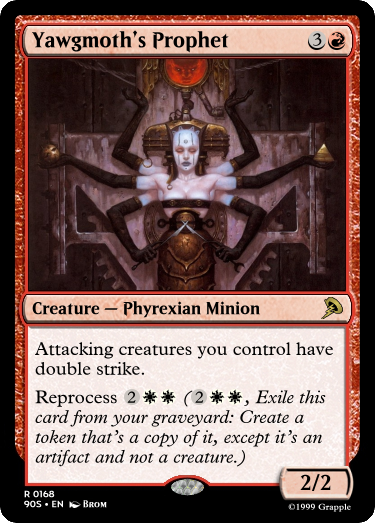 Yawgmoth's Prophet 3
Creature — Phyrexian Minion
Attacking creatures you control have
double strike.
Reprocess 2 (2, Exile this
card from your graveyard: Create a
token that's a copy of it, except it's an
artifact and not a creature.)
2/2
R 0168
90S • EN BROM
©1999 Grapple